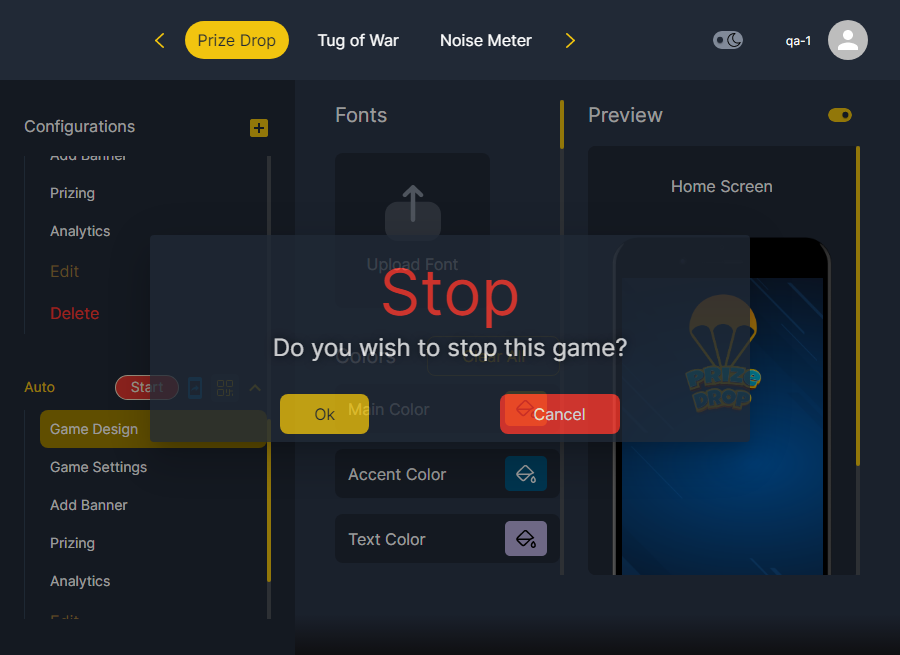 Prize Drop
Tug of War
Noise Meter
qa-1
Configurations
Add Banner
Prizing
Analytics
Edit
Delete
Auto
Start
Game Design
Game Settings
Add Banner
Prizing
Analytics
Edit
Fonts
Upload Font
Colors
Clear All
Main Color
Accent Color
Text Color
Preview
Home Screen
PRIZE
DROP
Stop
Do you wish to stop this game?
Ok
Cancel